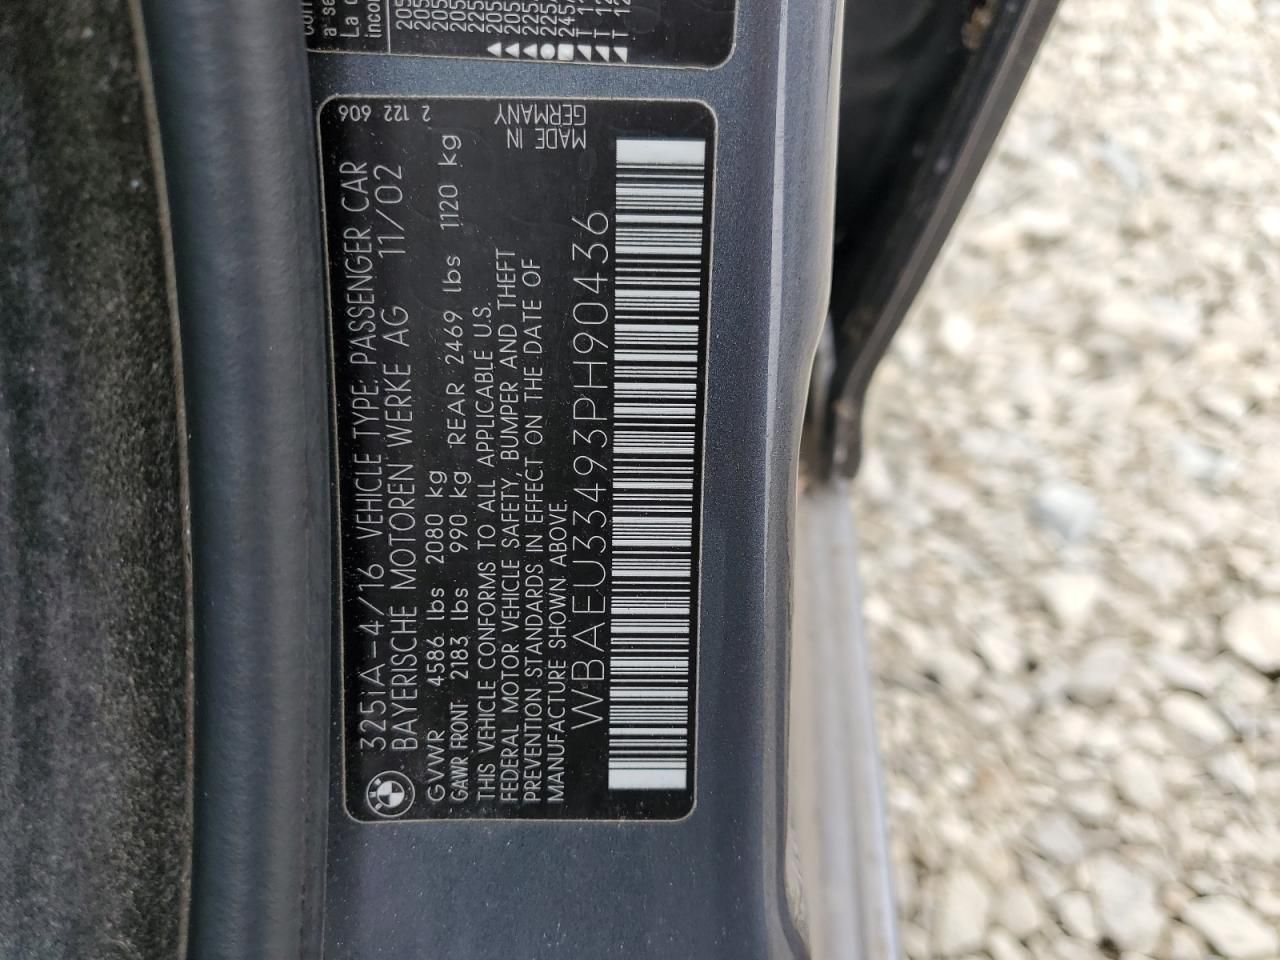 325iA-4/16 VEHICLE TYPE: PASSENGER CAR
BAYERISCHE MOTOREN WERKE AG 11/02
GVWR 4586 lbs 2080 kg
GAWR FRONT: 2183 lbs 990 kg REAR 2469 lbs 1120 kg
THIS VEHICLE CONFORMS TO ALL APPLICABLE U.S.
FEDERAL MOTOR VEHICLE SAFETY, BUMPER AND THEFT
PREVENTION STANDARDS IN EFFECT ON THE DATE OF
MANUFACTURE SHOWN ABOVE.
WBAEU33493PH90436
2 122 606
MADE IN
GERMANY
La